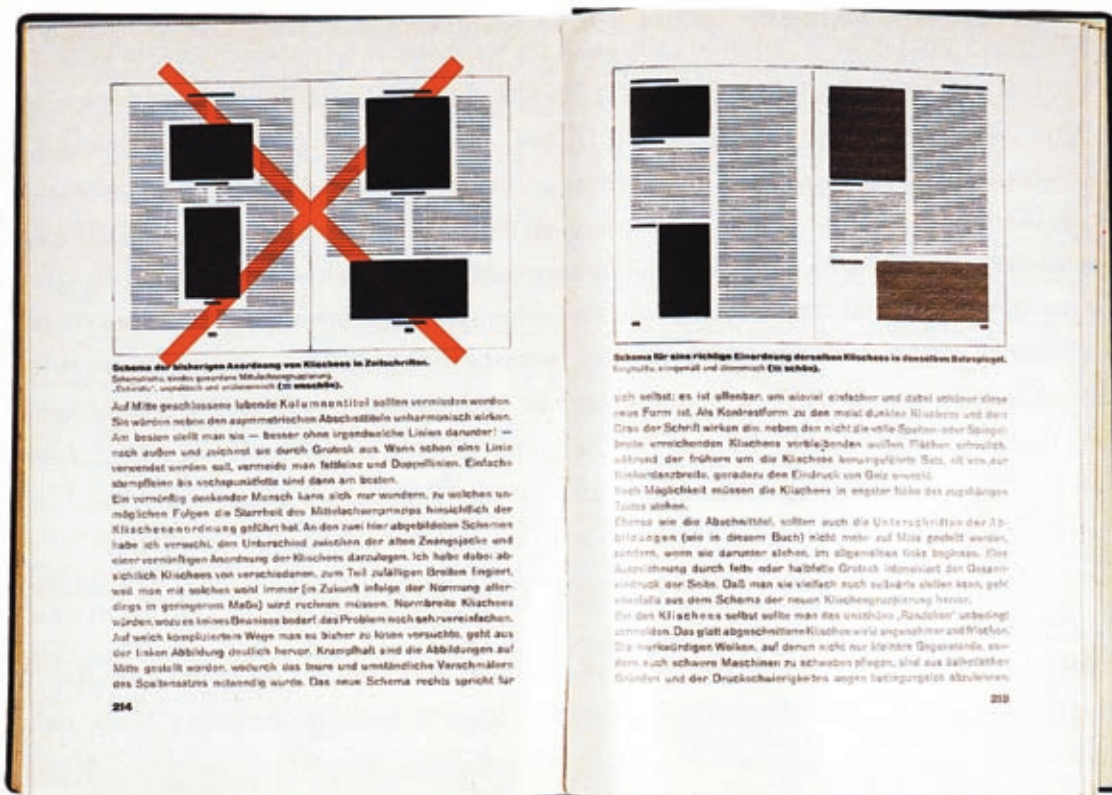 Schema der bisherigen Anordnung von Klischees in Zeitschriften.
Schematische, sinnlos gewordene Mittelachsengruppierung.
„Dekorativ“, unpraktisch und unökonomisch (= unschön).
Auf Mitte geschlossene lebende Kolumnentitel sollten vermieden werden.
Sie würden neben den asymmetrischen Abschnittiteln unharmonisch wirken.
Am besten stellt man sie — besser ohne irgendwelche Linien darunter! —
nach außen und zeichnet sie durch Grotesk aus. Wenn schon eine Linie
verwendet werden soll, vermeide man fettfeine und Doppellinien. Einfache
stumpffeine bis sechspunktfette sind dann am besten.
Ein vernünftig denkender Mensch kann sich nur wundern, zu welchen un-
möglichen Folgen die Starrheit des Mittelachsenprinzips hinsichtlich der
Klischeeanordnung geführt hat. An den zwei hier abgebildeten Schemen
habe ich versucht, den Unterschied zwischen der alten Zwangsjacke und
einer vernünftigen Anordnung der Klischees darzulegen. Ich habe dabei ab-
sichtlich Klischees von verschiedenen, zum Teil zufälligen Breiten fingiert,
weil man mit solchen wohl immer (in Zukunft infolge der Normung aller-
dings in geringerem Maße) wird rechnen müssen. Normbreite Klischees
würden, wozu es keines Beweises bedarf, das Problem noch sehr vereinfachen.
Auf welch kompliziertem Wege man es bisher zu lösen versuchte, geht aus
der linken Abbildung deutlich hervor. Krampfhaft sind die Abbildungen auf
Mitte gestellt worden, wodurch das teure und umständliche Verschmälern
des Spaltensatzes notwendig wurde. Das neue Schema rechts spricht für
214
Schema für eine richtige Einordnung derselben Klischees in denselben Satzspiegel.
Konstruktiv, sinngemäß und ökonomisch (= schön).
sich selbst: es ist offenbar, um wieviel einfacher und dabei schöner diese
neue Form ist. Als Kontrastform zu den meist dunklen Klischees und dem
Grau der Schrift wirken die, neben den nicht die volle Spalten- oder Spiegel-
breite erreichenden Klischees verbleibenden weißen Flächen erfreulich,
während der frühere um die Klischees herumgeführte Satz, oft von nur
Konkordanzbreite, geradezu den Eindruck von Geiz erweckt.
Nach Möglichkeit müssen die Klischees in engster Nähe des zugehörigen
Textes stehen.
Ebenso wie die Abschnittitel, sollten auch die Unterschriften der Ab-
bildungen (wie in diesem Buch) nicht mehr auf Mitte gestellt werden,
sondern, wenn sie darunter stehen, im allgemeinen links beginnen. Eine
Auszeichnung durch fette oder halbfette Grotesk intensiviert den Gesamt-
eindruck der Seite. Daß man sie vielfach auch seitwärts stellen kann, geht
ebenfalls aus dem Schema der neuen Klischeegruppierung hervor.
Bei den Klischees selbst sollte man das unschöne „Rändchen“ unbedingt
vermeiden. Das glatt abgeschnittene Klischee wirkt angenehmer und frischer.
Die merkwürdigen Wolken, auf denen nicht nur kleinere Gegenstände, son-
dern auch schwere Maschinen zu schweben pflegen, sind aus ästhetischen
Gründen und der Druckschwierigkeiten wegen bedingungslos abzulehnen.
215